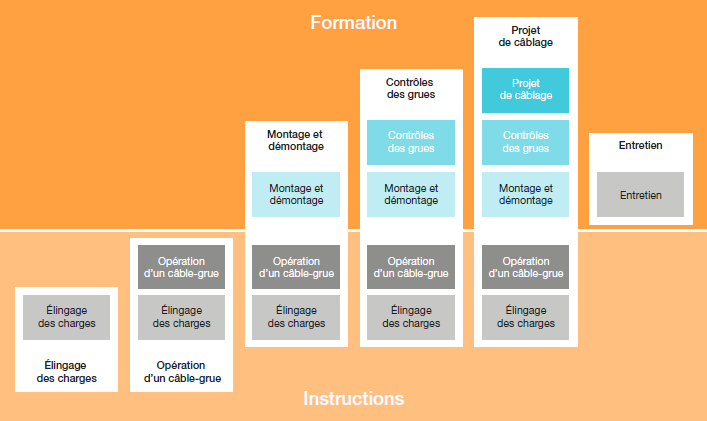 Formation
Projet
de câblage
Projet
de câblage
Contrôles
des grues
Montage et
démontage
Opération
d'un câble-grue
Élingage
des charges
Contrôles
des grues
Contrôles
des grues
Montage et
démontage
Opération
d'un câble-grue
Élingage
des charges
Montage et
démontage
Montage et
démontage
Opération
d'un câble-grue
Élingage
des charges
Entretien
Entretien
Opération
d'un câble-grue
Élingage
des charges
Opération
d'un câble-grue
Élingage
des charges
Élingage
des charges
Instructions